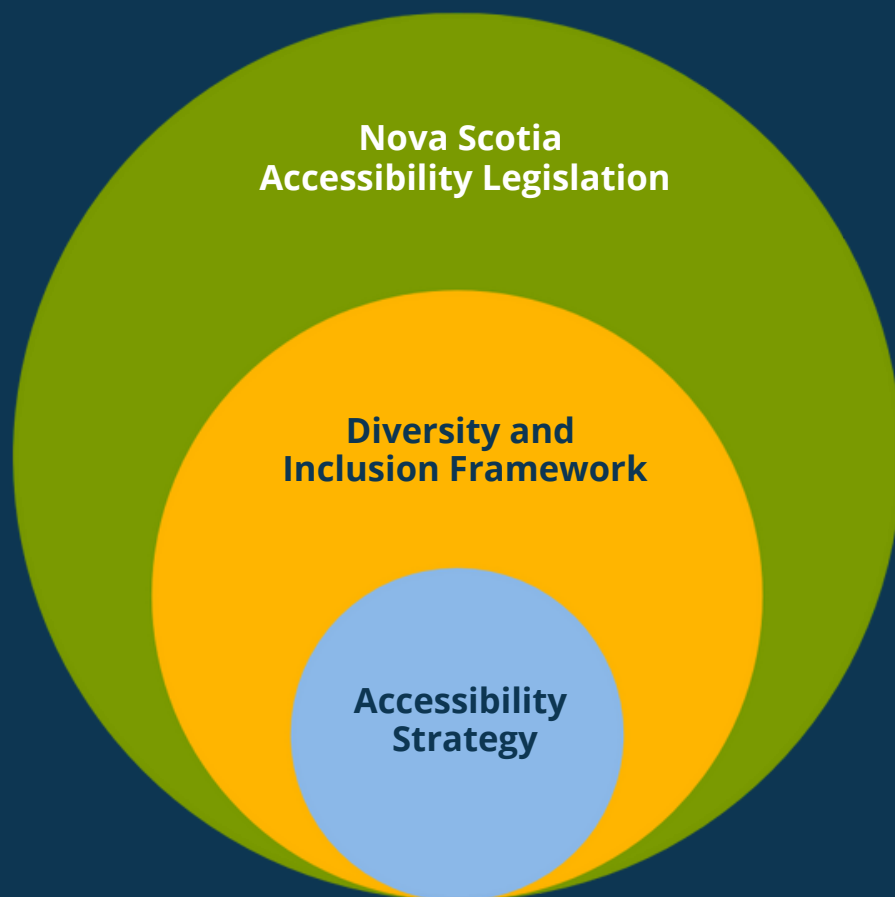 Nova Scotia
Accessibility Legislation
Diversity and
Inclusion Framework
Accessibility
Strategy